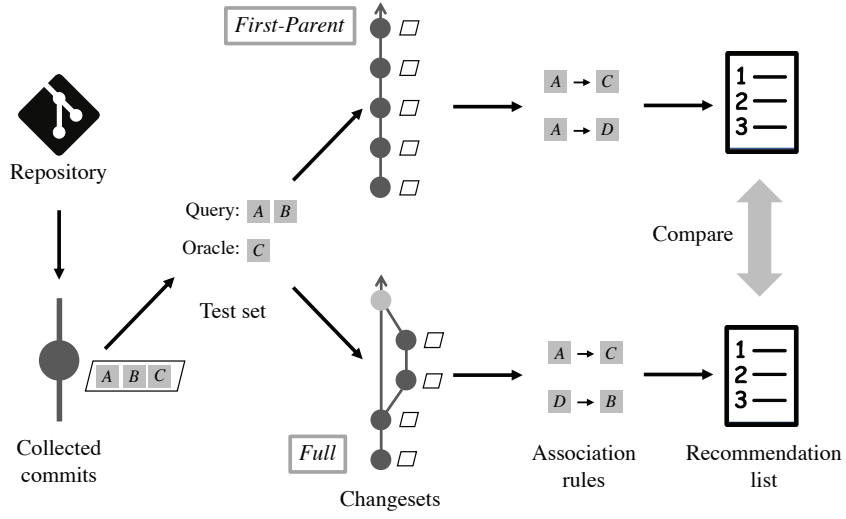 First-Parent
Repository
Query: A B
Oracle: C
Test set
A B C
Collected
commits
Full
Changesets
A → C
A → D
A → C
D → B
Association
rules
1
2
3
Compare
1
2
3
Recommendation
list